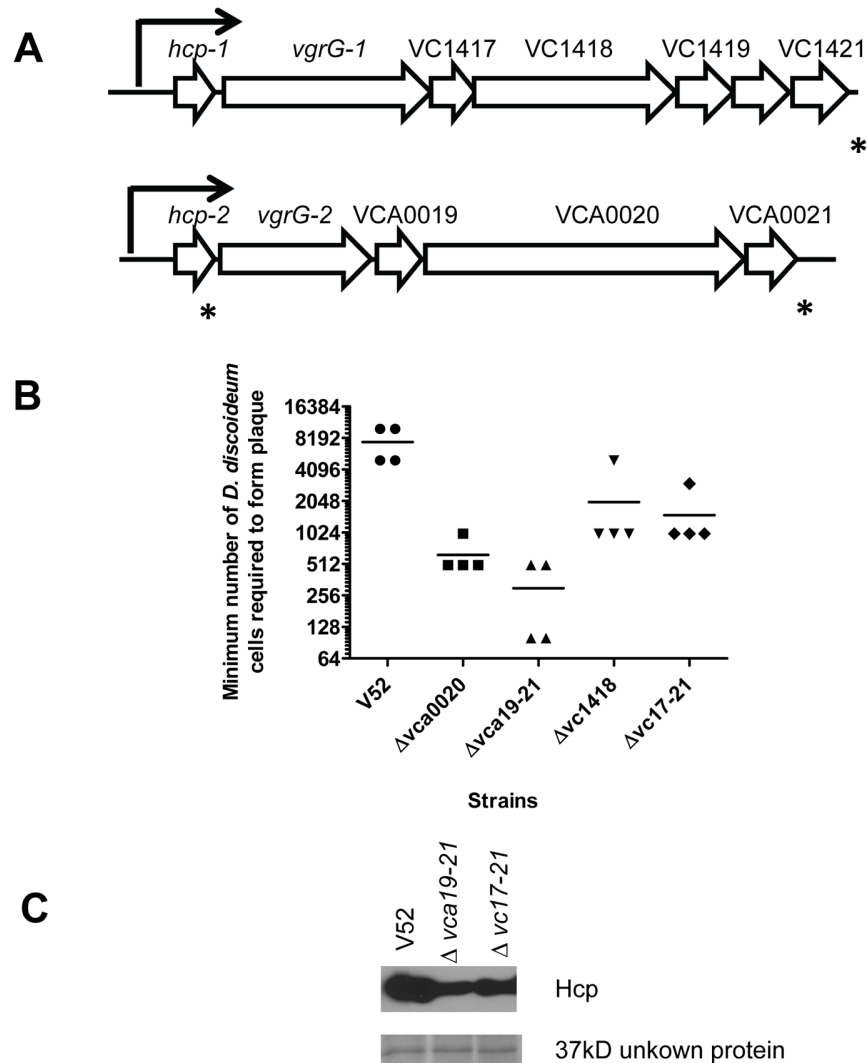 A
hcp-1 vgrG-1 VC1417 VC1418 VC1419 VC1421
*
hcp-2 vgrG-2 VCA0019 VCA0020 VCA0021
* *
B
Minimum number of D. discoideum
cells required to form plaque
16384
8192
4096
2048
1024
512
256
128
64
V52
Δvca0020
Δvca19-21
Δvc1418
Δvc17-21
Strains
C
V52
Δ vca19-21
Δ vc17-21
Hcp
37kD unkown protein